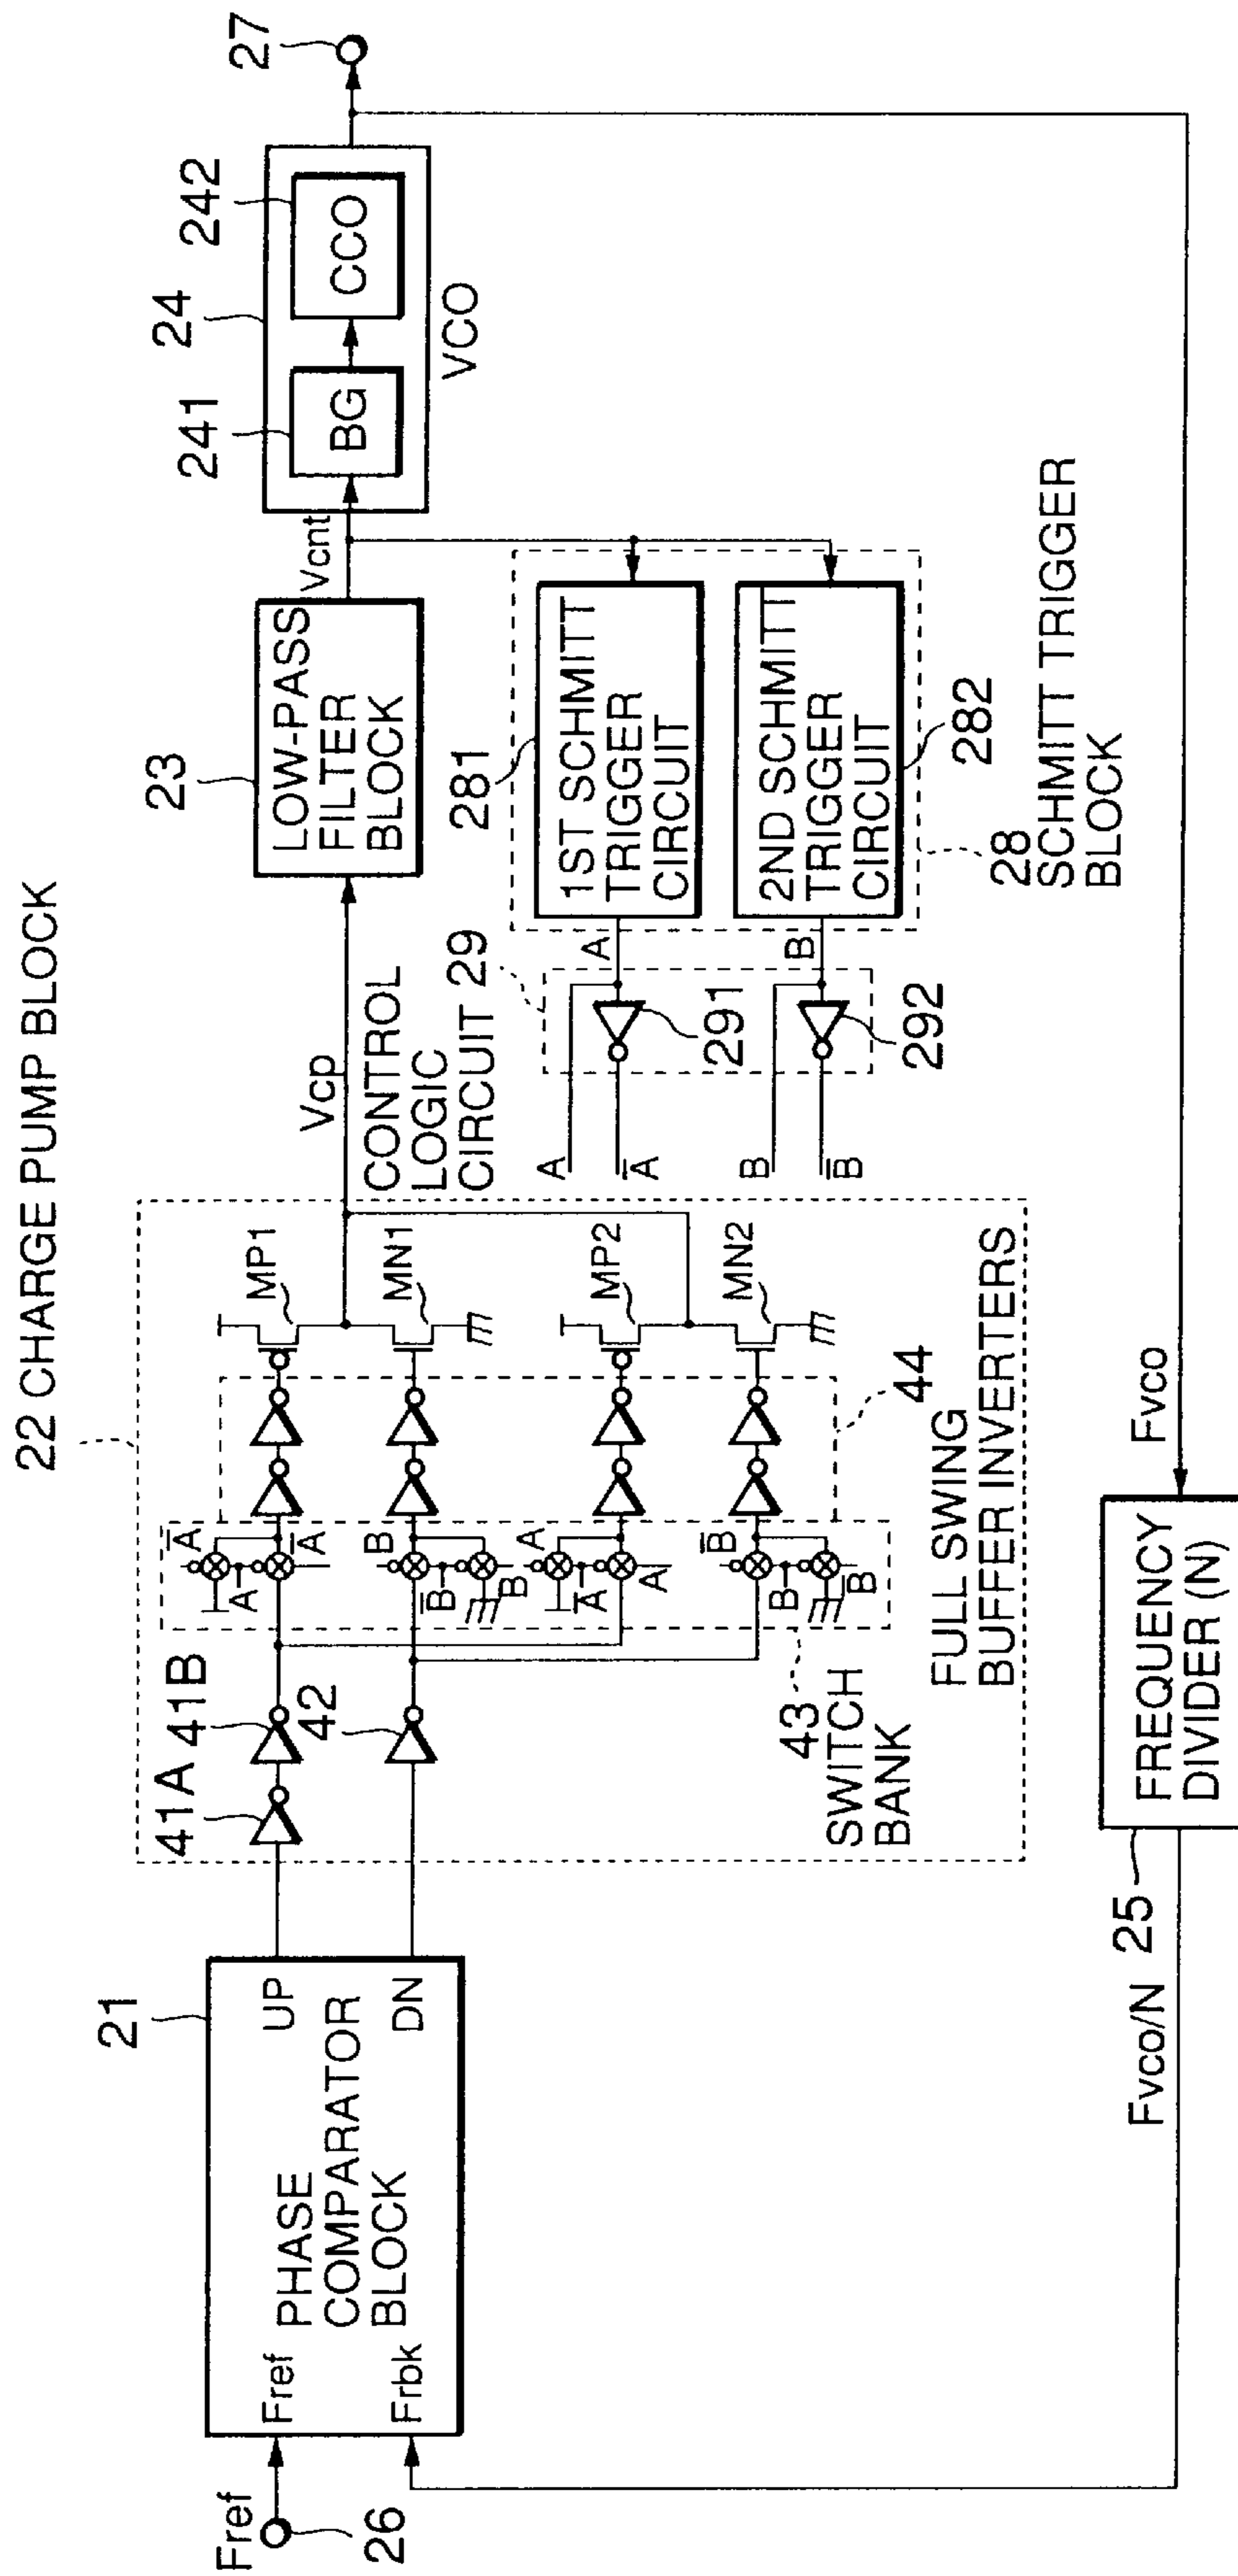 22 CHARGE PUMP BLOCK
21
Fref
26
Fref
Frbk
PHASE
COMPARATOR
BLOCK
UP
DN
41A
41B
42
A̅
A
A̅
B
B̅
B
A
A̅
A
B̅
B
B̅
43
SWITCH
BANK
44
FULL SWING
BUFFER INVERTERS
MP1
MN1
MP2
MN2
Vcp
23
LOW-PASS
FILTER
BLOCK
Vcnt
24
241
BG
242
CCO
VCO
27
CONTROL
LOGIC
CIRCUIT 29
A
A̅
B
B̅
291
292
A
B
281
1ST SCHMITT
TRIGGER
CIRCUIT
2ND SCHMITT
TRIGGER
CIRCUIT
282
28
SCHMITT TRIGGER
BLOCK
Fvco
FREQUENCY
DIVIDER (N)
25
Fvco/N